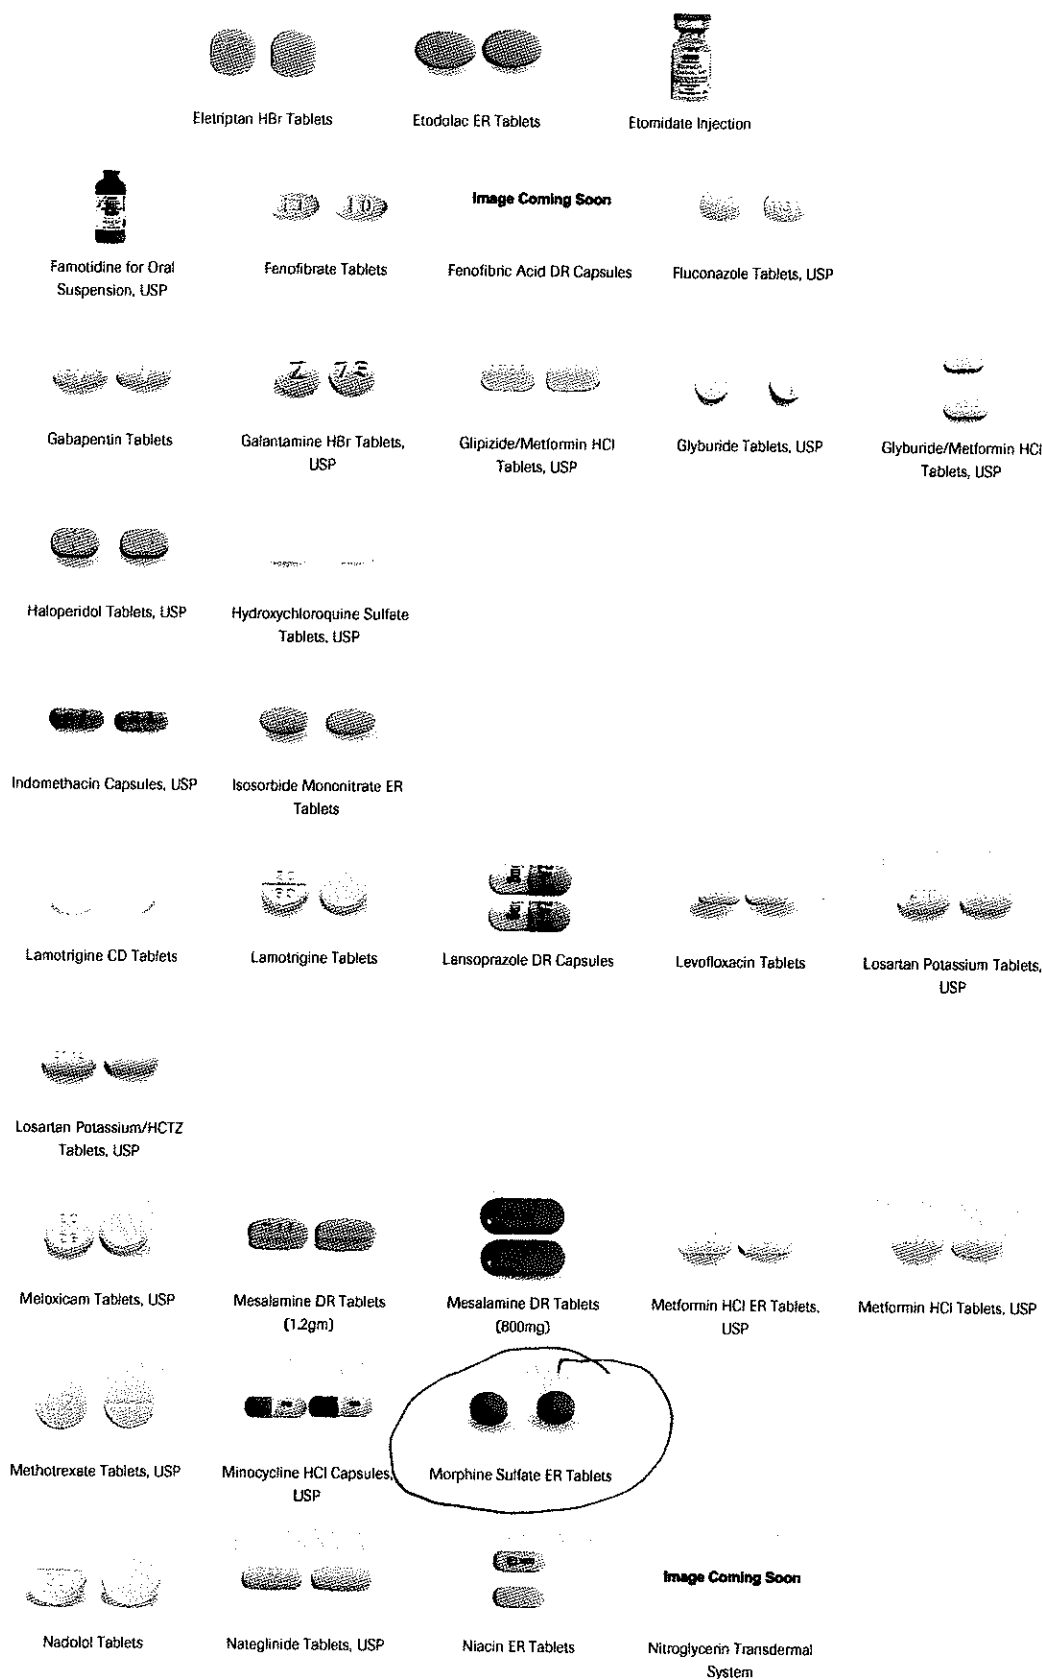 Eletriptan HBr Tablets
Etodolac ER Tablets
Etomidate Injection
Image Coming Soon
Famotidine for Oral
Suspension, USP
Fenofibrate Tablets
Fenofibric Acid DR Capsules
Fluconazole Tablets, USP
Gabapentin Tablets
Galantamine HBr Tablets,
USP
Glipizide/Metformin HCl
Tablets, USP
Glyburide Tablets, USP
Glyburide/Metformin HCl
Tablets, USP
Haloperidol Tablets, USP
Hydroxychloroquine Sulfate
Tablets, USP
Indomethacin Capsules, USP
Isosorbide Mononitrate ER
Tablets
Lamotrigine CD Tablets
Lamotrigine Tablets
Lansoprazole DR Capsules
Levofloxacin Tablets
Losartan Potassium Tablets,
USP
Losartan Potassium/HCTZ
Tablets, USP
Meloxicam Tablets, USP
Mesalamine DR Tablets
(1.2gm)
Mesalamine DR Tablets
(800mg)
Metformin HCl ER Tablets,
USP
Metformin HCl Tablets, USP
Methotrexate Tablets, USP
Minocycline HCl Capsules,
USP
Morphine Sulfate ER Tablets
Nadolol Tablets
Nateglinide Tablets, USP
Niacin ER Tablets
Image Coming Soon
Nitroglycerin Transdermal
System